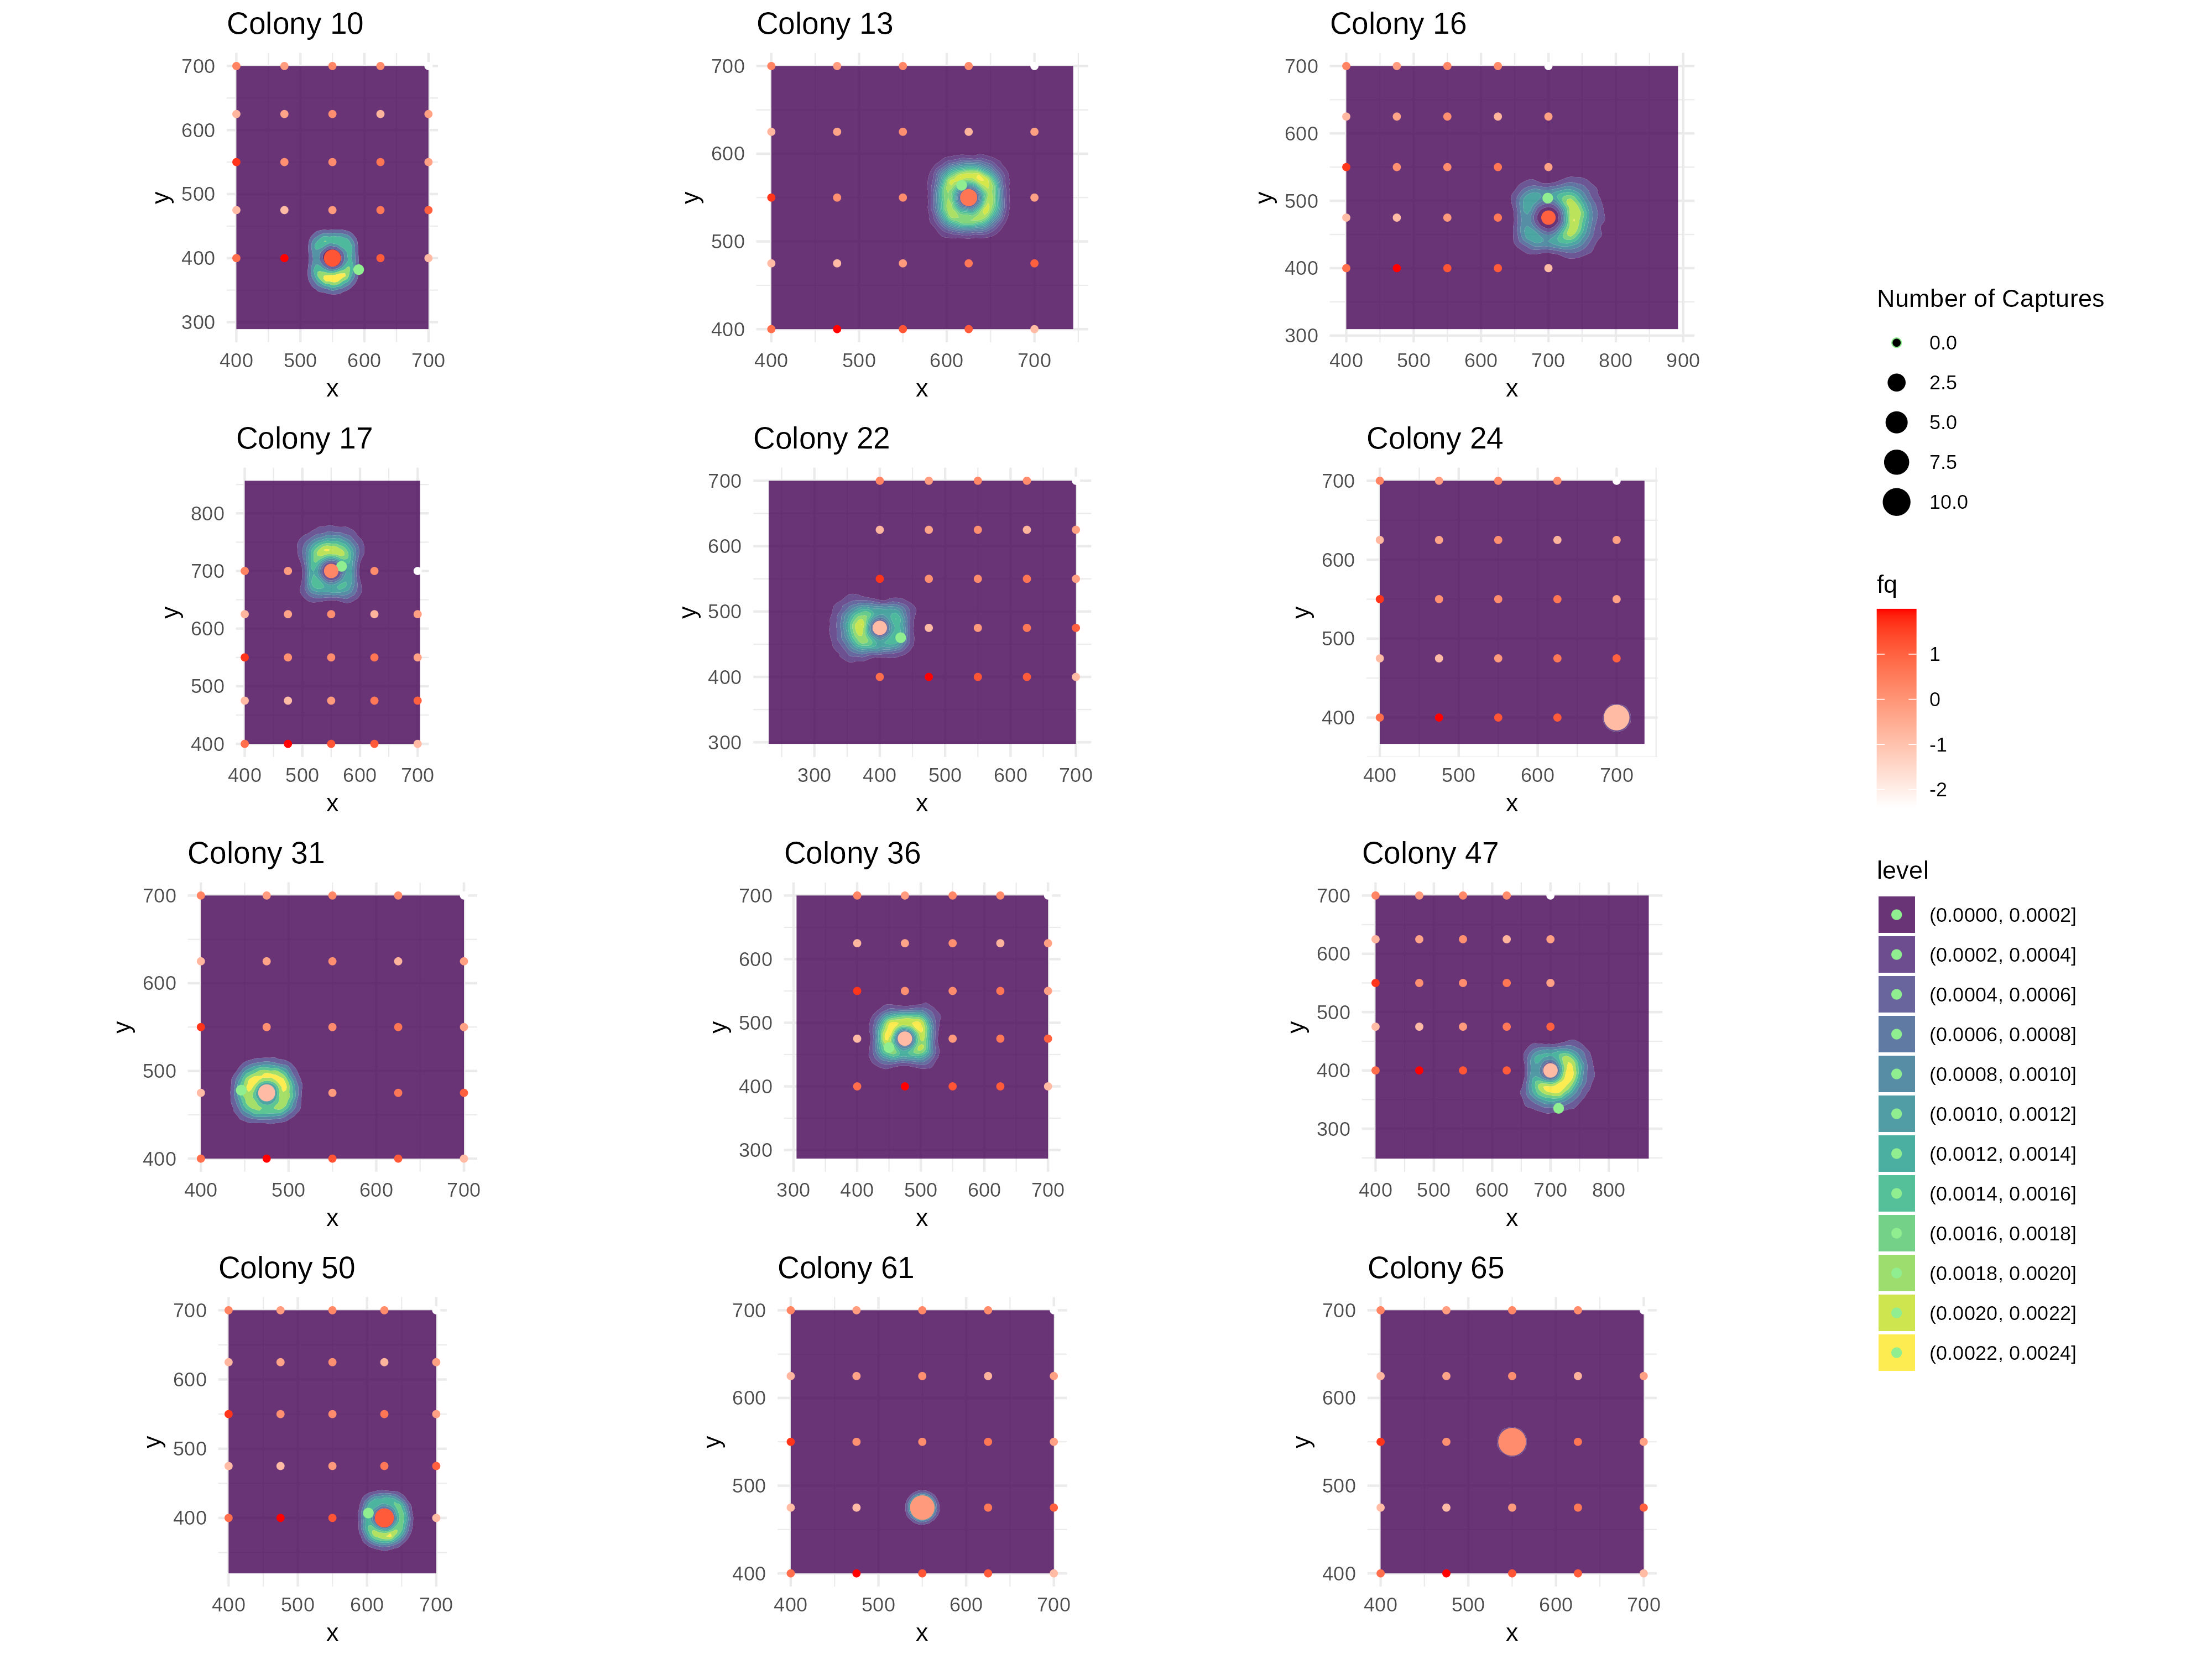 Colony 10
y
700
600
500
400
300
400 500 600 700
x
Colony 13
y
700
600
500
400
400 500 600 700
x
Colony 16
y
700
600
500
400
300
400 500 600 700 800 900
x
Colony 17
y
800
700
600
500
400
400 500 600 700
x
Colony 22
y
700
600
500
400
300
300 400 500 600 700
x
Colony 24
y
700
600
500
400
400 500 600 700
x
Colony 31
y
700
600
500
400
400 500 600 700
x
Colony 36
y
700
600
500
400
300
300 400 500 600 700
x
Colony 47
y
700
600
500
400
300
400 500 600 700 800
x
Colony 50
y
700
600
500
400
400 500 600 700
x
Colony 61
y
700
600
500
400
400 500 600 700
x
Colony 65
y
700
600
500
400
400 500 600 700
x
Number of Captures
0.0
2.5
5.0
7.5
10.0
fq
1
0
-1
-2
level
(0.0000, 0.0002]
(0.0002, 0.0004]
(0.0004, 0.0006]
(0.0006, 0.0008]
(0.0008, 0.0010]
(0.0010, 0.0012]
(0.0012, 0.0014]
(0.0014, 0.0016]
(0.0016, 0.0018]
(0.0018, 0.0020]
(0.0020, 0.0022]
(0.0022, 0.0024]